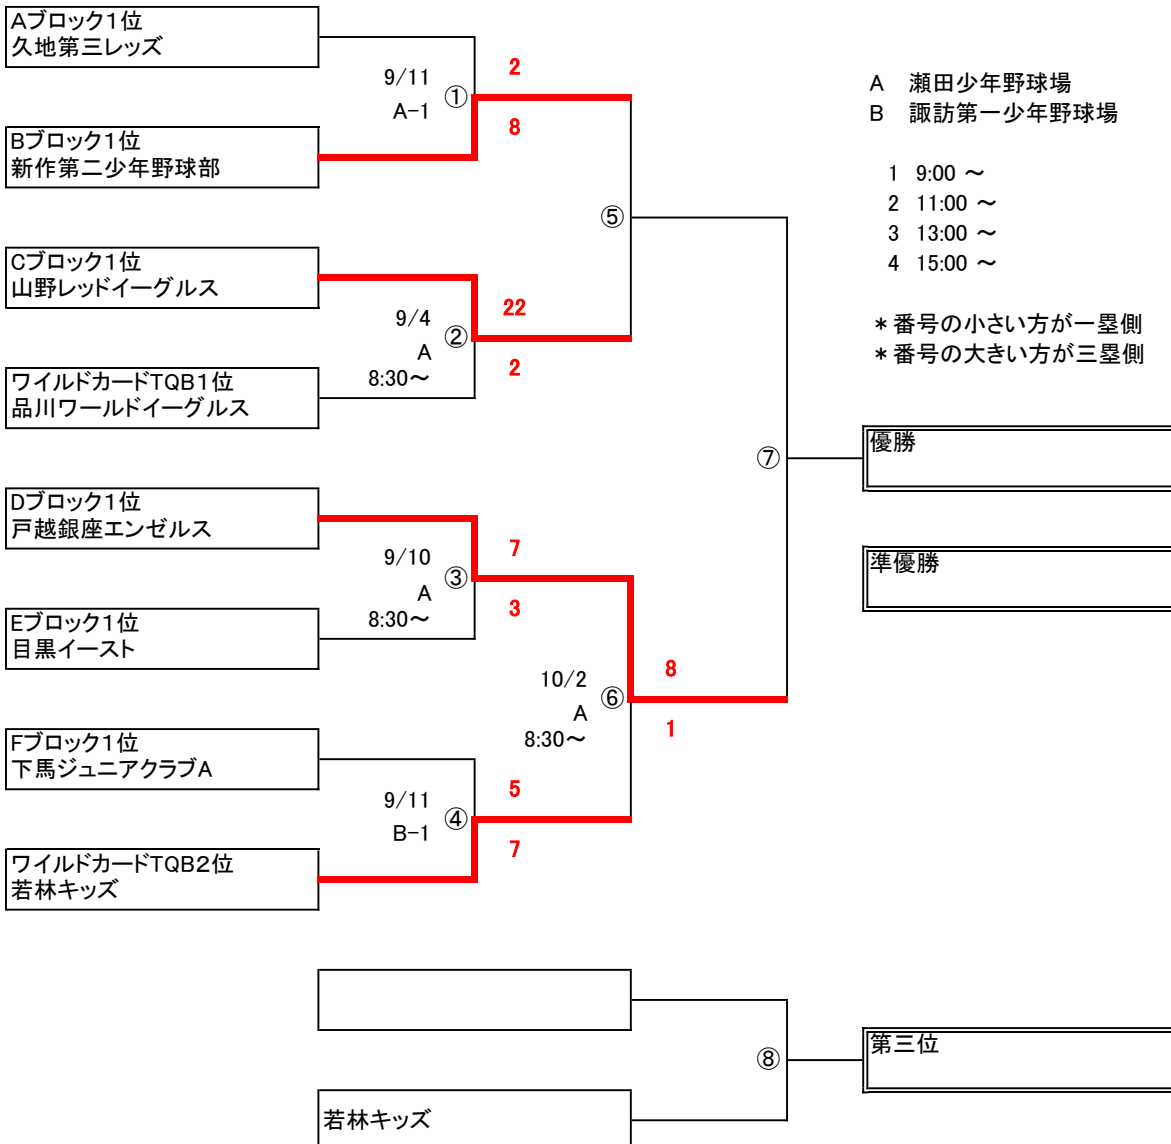 Aブロック1位
久地第三レッズ
9/11
A-1
①
2
8
Bブロック1位
新作第二少年野球部
A 瀬田少年野球場
B 諏訪第一少年野球場
1 9:00 ～
2 11:00 ～
3 13:00 ～
4 15:00 ～
＊番号の小さい方が一塁側
＊番号の大きい方が三塁側
⑤
Cブロック1位
山野レッドイーグルス
9/4
A
8:30～
②
22
2
ワイルドカードTQB1位
品川ワールドイーグルス
⑦
優勝
準優勝
Dブロック1位
戸越銀座エンゼルス
9/10
A
8:30～
③
7
3
Eブロック1位
目黒イースト
10/2
A
8:30～
⑥
8
1
Fブロック1位
下馬ジュニアクラブA
9/11
B-1
④
5
7
ワイルドカードTQB2位
若林キッズ
⑧
第三位
若林キッズ